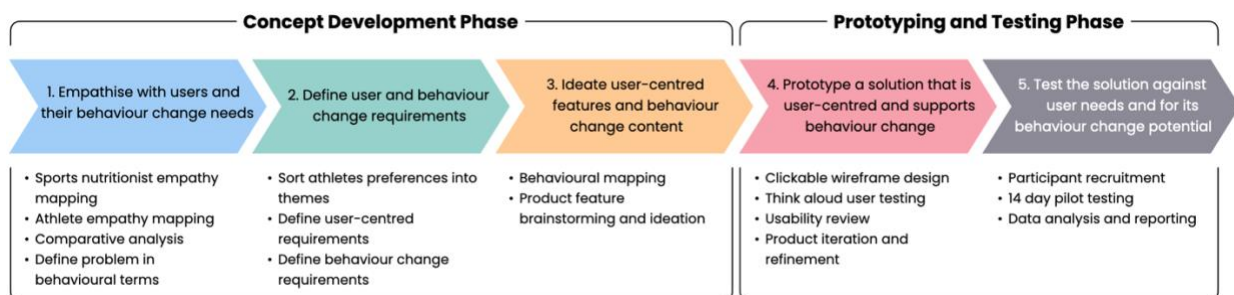 Concept Development Phase
Prototyping and Testing Phase
1. Empathise with users and
their behaviour change needs
2. Define user and behaviour
change requirements
3. Ideate user-centred
features and behaviour
change content
4. Prototype a solution that is
user-centred and supports
behaviour change
5. Test the solution against
user needs and for its
behaviour change potential
• Sports nutritionist empathy
mapping
• Athlete empathy mapping
• Comparative analysis
• Define problem in
behavioural terms
• Sort athletes preferences into
themes
• Define user-centred
requirements
• Define behaviour change
requirements
• Behavioural mapping
• Product feature
brainstorming and ideation
• Clickable wireframe design
• Think aloud user testing
• Usability review
• Product iteration and
refinement
• Participant recruitment
• 14 day pilot testing
• Data analysis and reporting